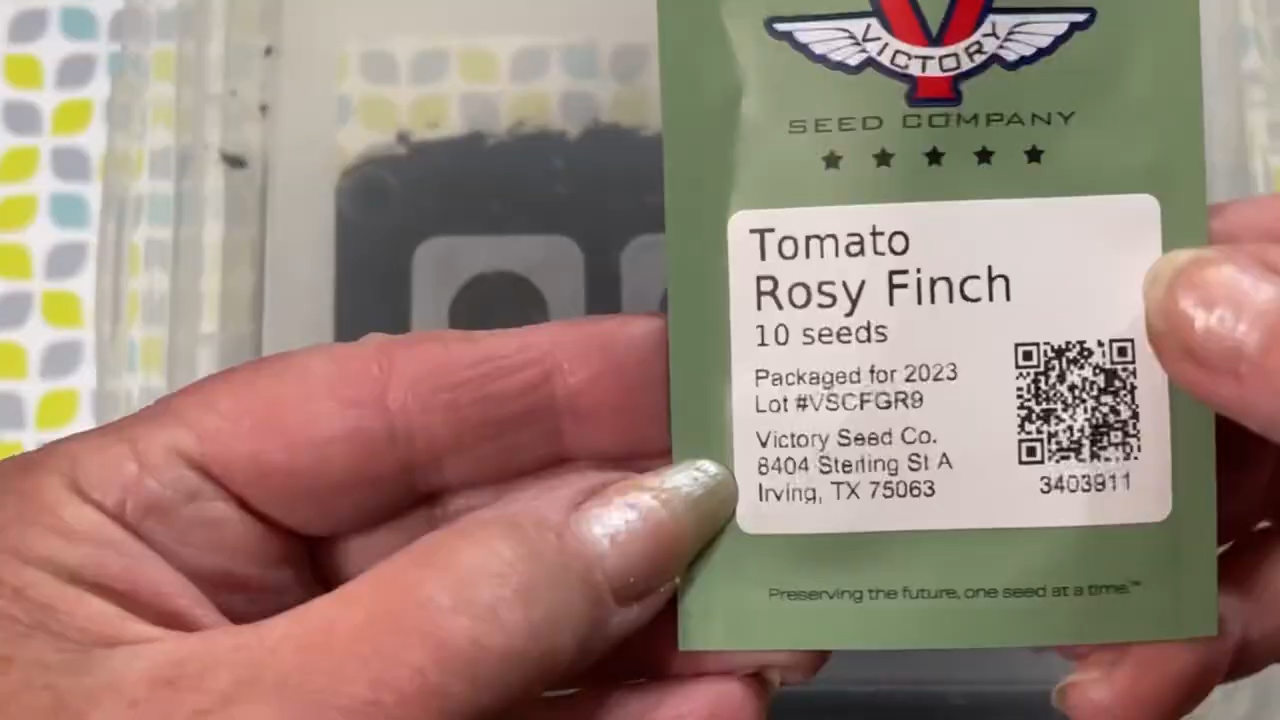 VICTORY
SEED COMPANY
Tomato
Rosy Finch
10 seeds
Packaged for 2023
Lot #VSCFGR9
Victory Seed Co.
8404 Sterling St A
Irving, TX 75063
3403911
Preserving the future, one seed at a time.™